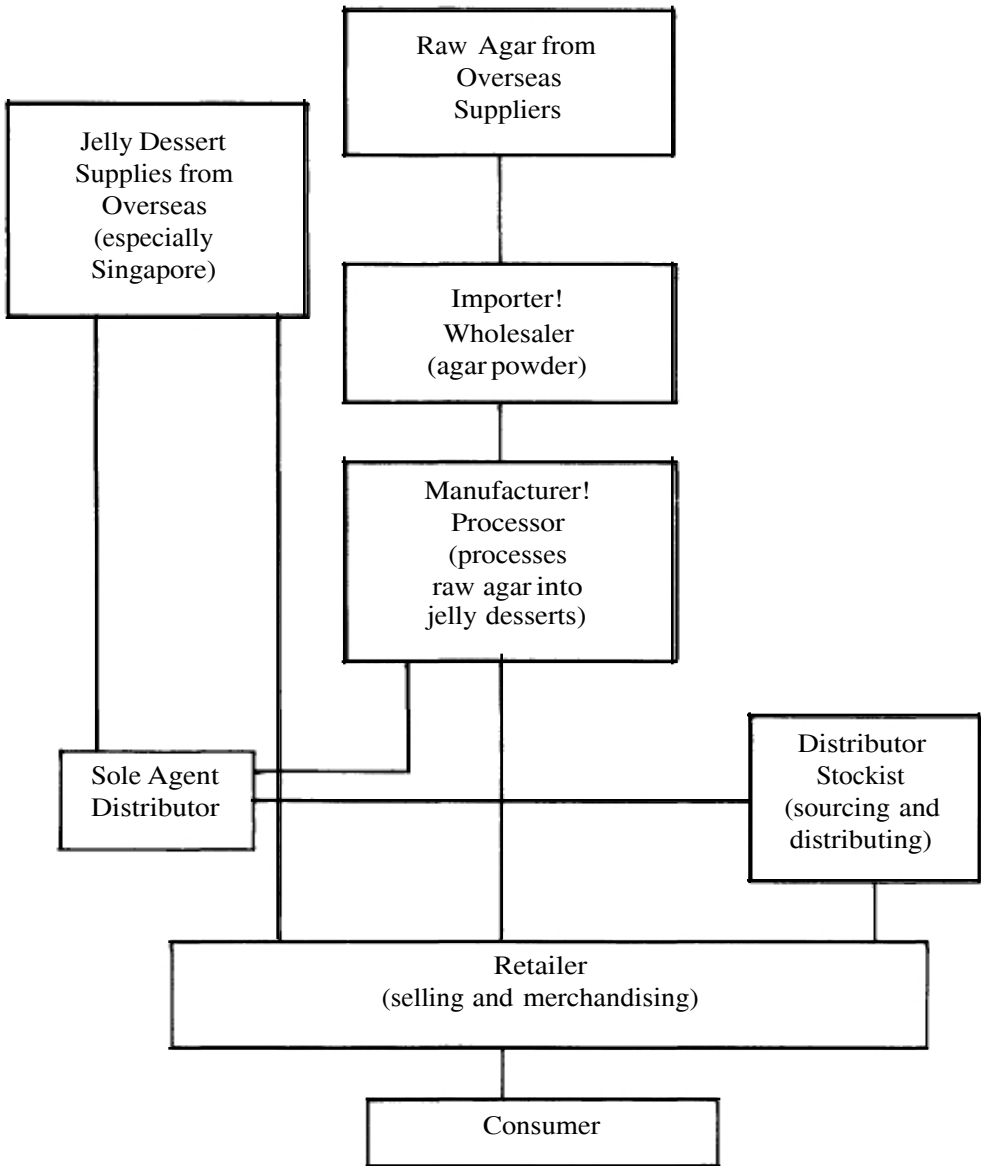 Raw Agar from
Overseas
Suppliers
Jelly Dessert
Supplies from
Overseas
(especially
Singapore)
Importer!
Wholesaler
(agar powder)
Manufacturer!
Processor
(processes
raw agar into
jelly desserts)
Sole Agent
Distributor
Distributor
Stockist
(sourcing and
distributing)
Retailer
(selling and merchandising)
Consumer